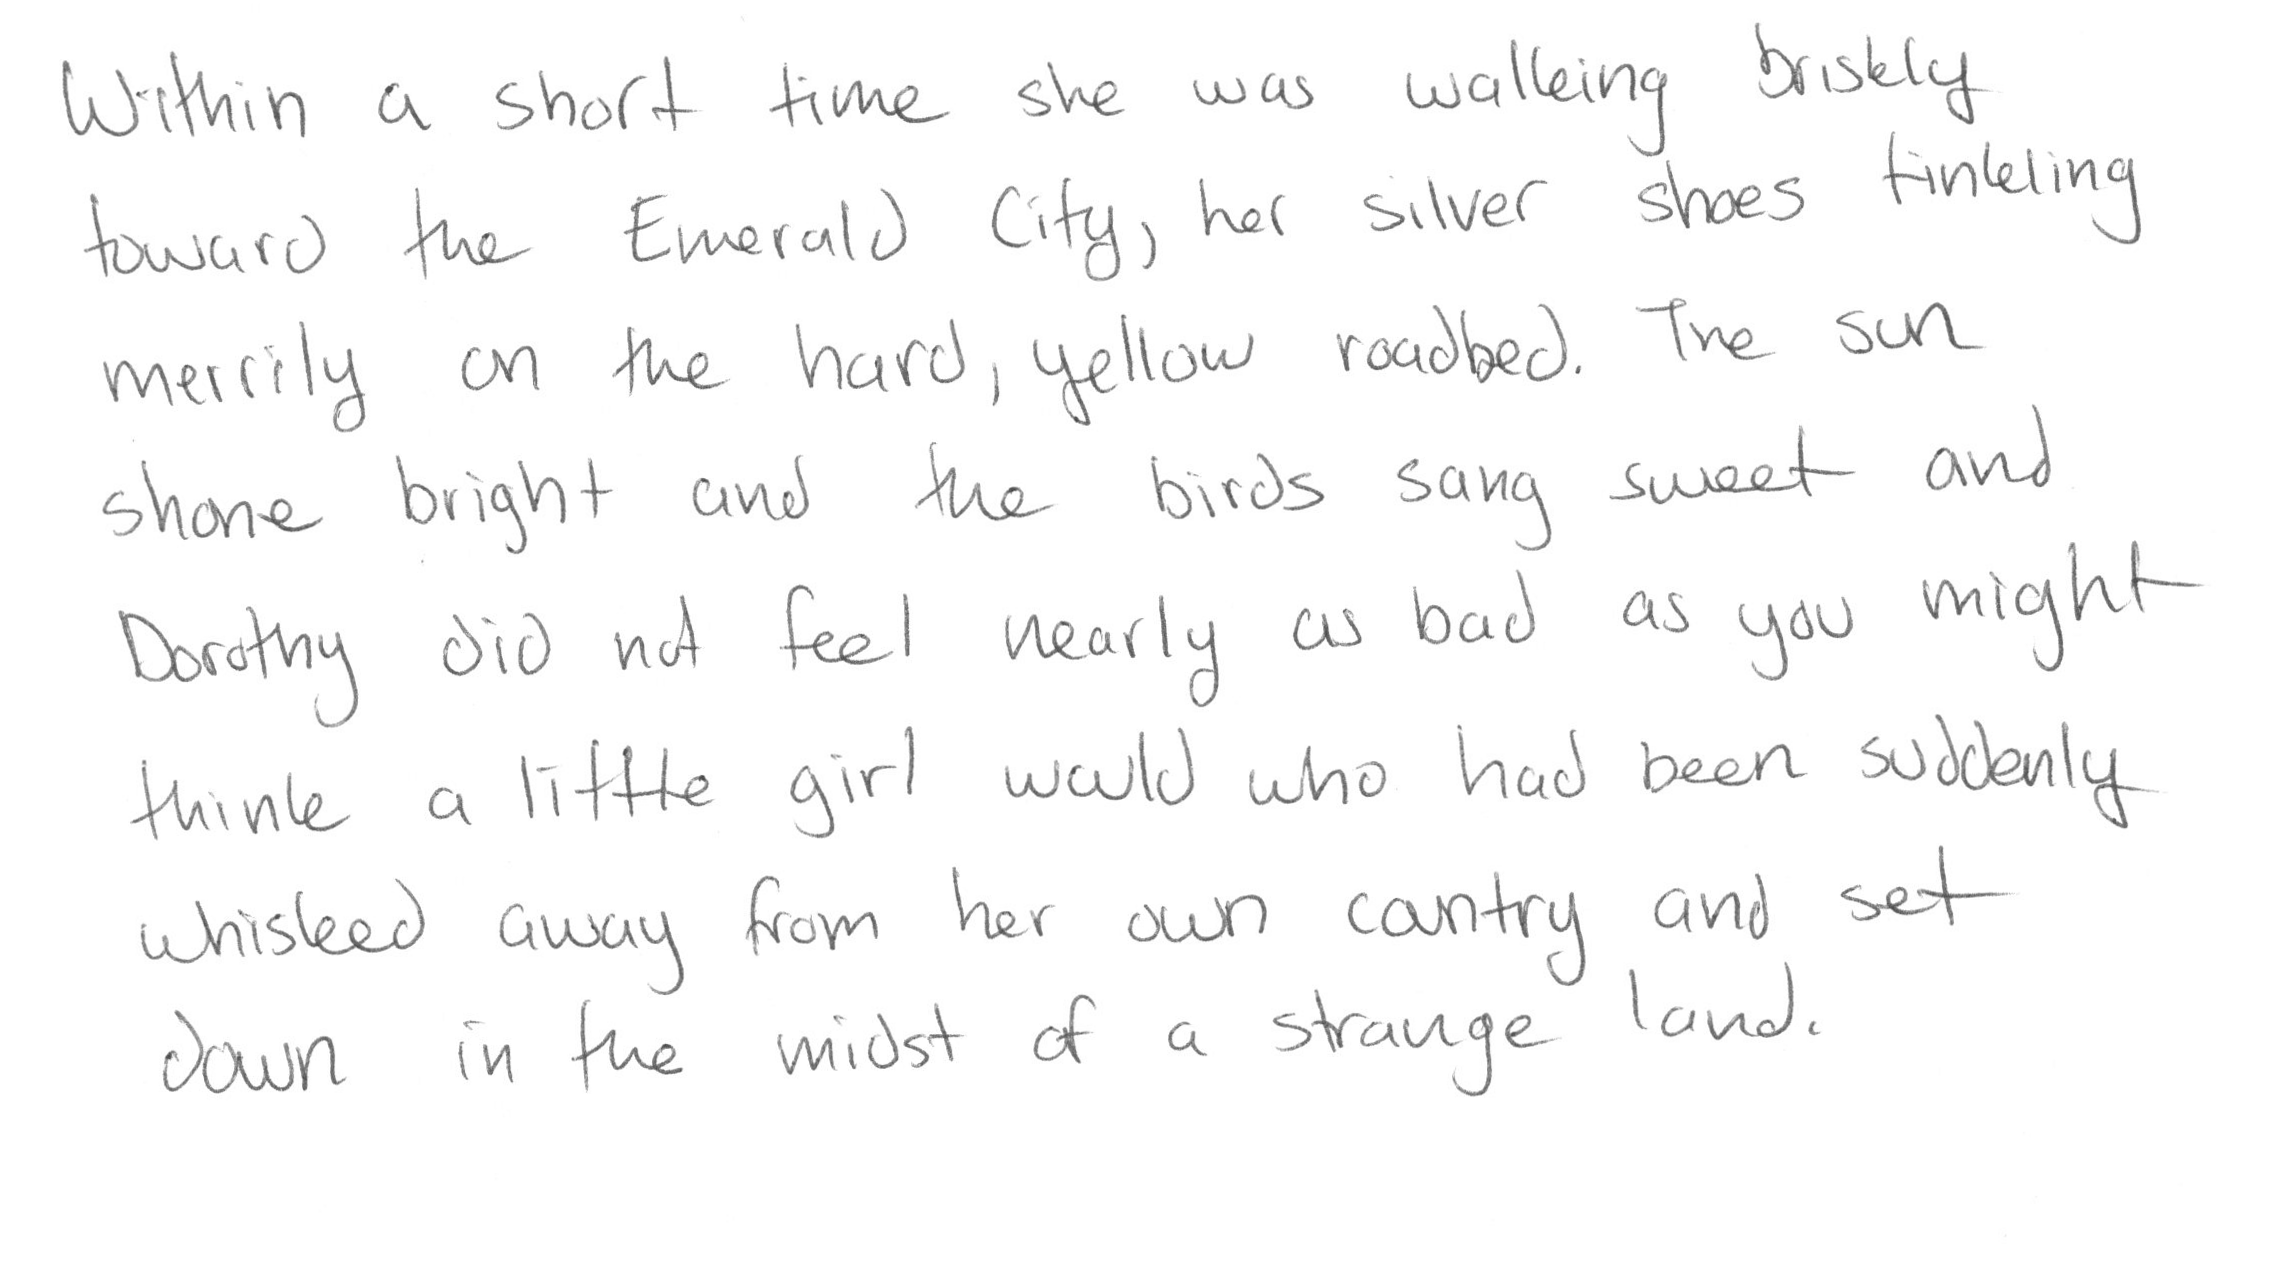 Within a short time she was walking briskly
toward the Emerald City, her silver shoes tinkling
merrily on the hard, yellow roadbed. The sun
shone bright and the birds sang sweet and
Dorothy did not feel nearly as bad as you might
think a little girl would who had been suddenly
whisked away from her own country and set
down in the midst of a strange land.